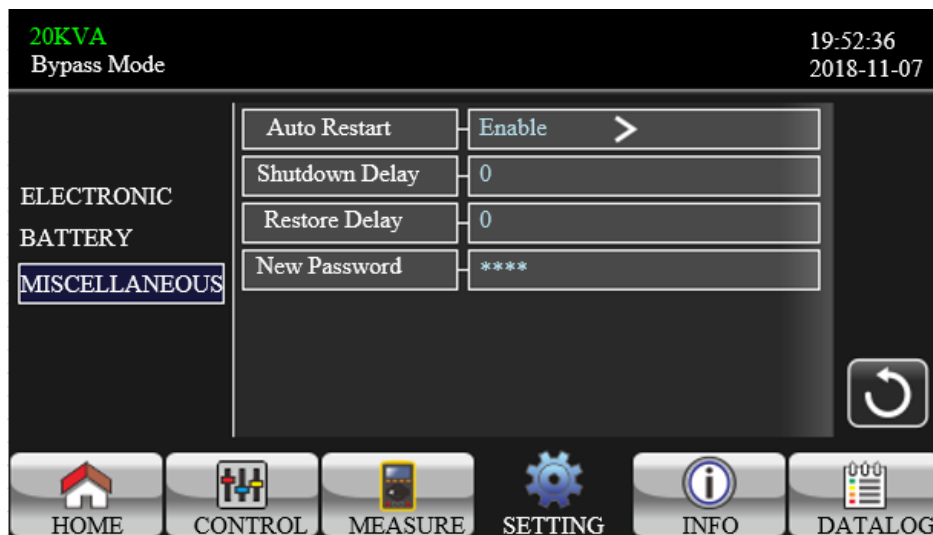 20KVA
Bypass Mode
19:52:36
2018-11-07
ELECTRONIC
BATTERY
MISCELLANEOUS
Auto Restart Enable >
Shutdown Delay 0
Restore Delay 0
New Password ****
HOME CONTROL MEASURE SETTING INFO DATALOG